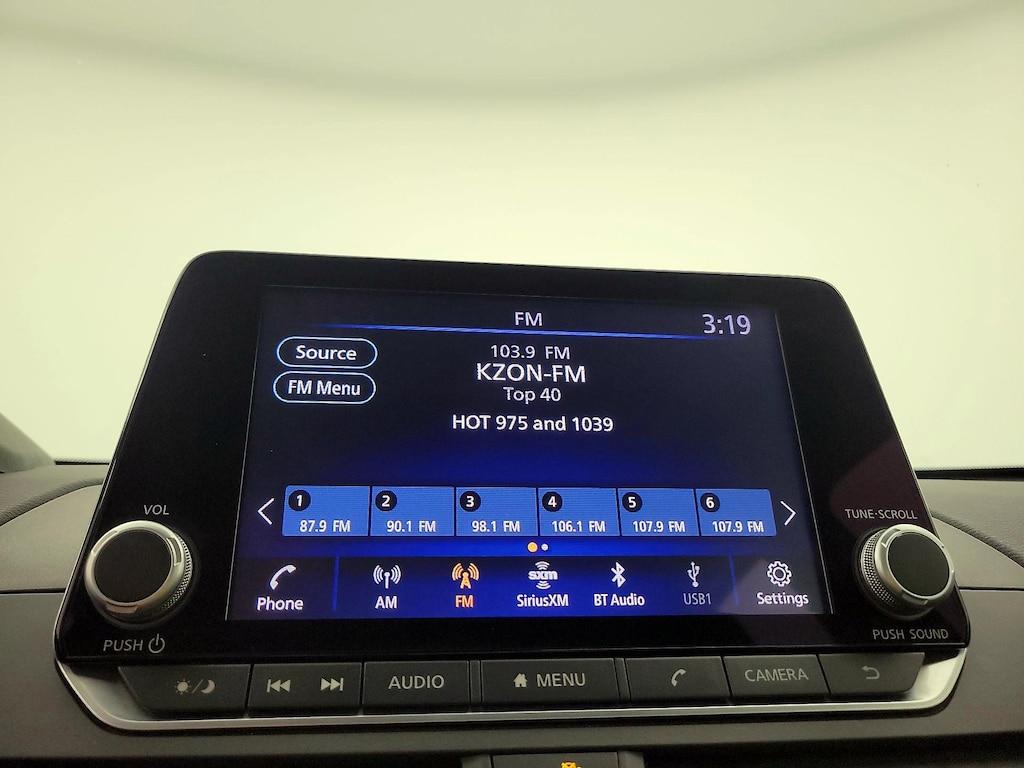 FM
3:19
Source
103.9 FM
KZON-FM
FM Menu
Top 40
HOT 975 and 1039
1 2 3 4 5 6
87.9 FM 90.1 FM 98.1 FM 106.1 FM 107.9 FM 107.9 FM
VOL
TUNE·SCROLL
sxm
Phone AM FM SiriusXM BT Audio USB1 Settings
PUSH
PUSH SOUND
AUDIO MENU CAMERA